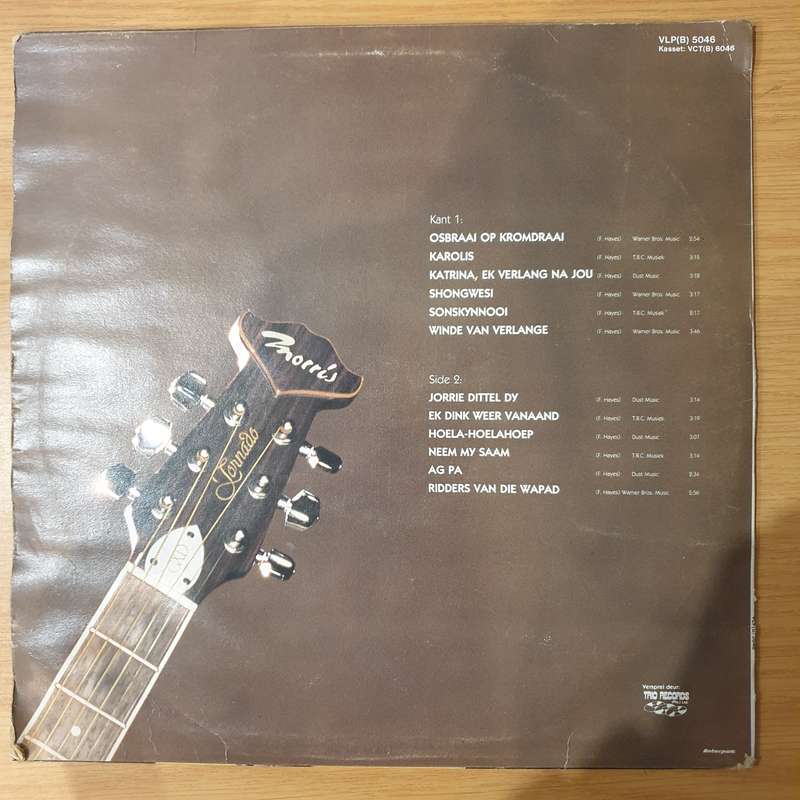 VLP(B) 5046
Kasset: VCT(B) 6046
Kant 1:
OSBRAAI OP KROMDRAAI (F. Hayes) Warner Bros. Music 2:54
KAROLIS (F. Hayes) T.R.C. Musiek 3:15
KATRINA, EK VERLANG NA JOU (F. Hayes) Dust Music 3:18
SHONGWESI (F. Hayes) Warner Bros. Music 3:17
SONSKYNNOOI (F. Hayes) T.R.C. Musiek 2:17
WINDE VAN VERLANGE (F. Hayes) Warner Bros. Music 3:46
Morris
Tornado
Side 2:
JORRIE DITTEL DY (F. Hayes) Dust Music 3:14
EK DINK WEER VANAAND (F. Hayes) T.R.C. Musiek 3:19
HOELA-HOELAHOEP (F. Hayes) Dust Music 3:07
NEEM MY SAAM (F. Hayes) T.R.C. Musiek 3:14
AG PA (F. Hayes) Dust Music 2:34
RIDDERS VAN DIE WAPAD (F. Hayes) Warner Bros. Music 2:56
Versprei deur:
TRIO RECORDS